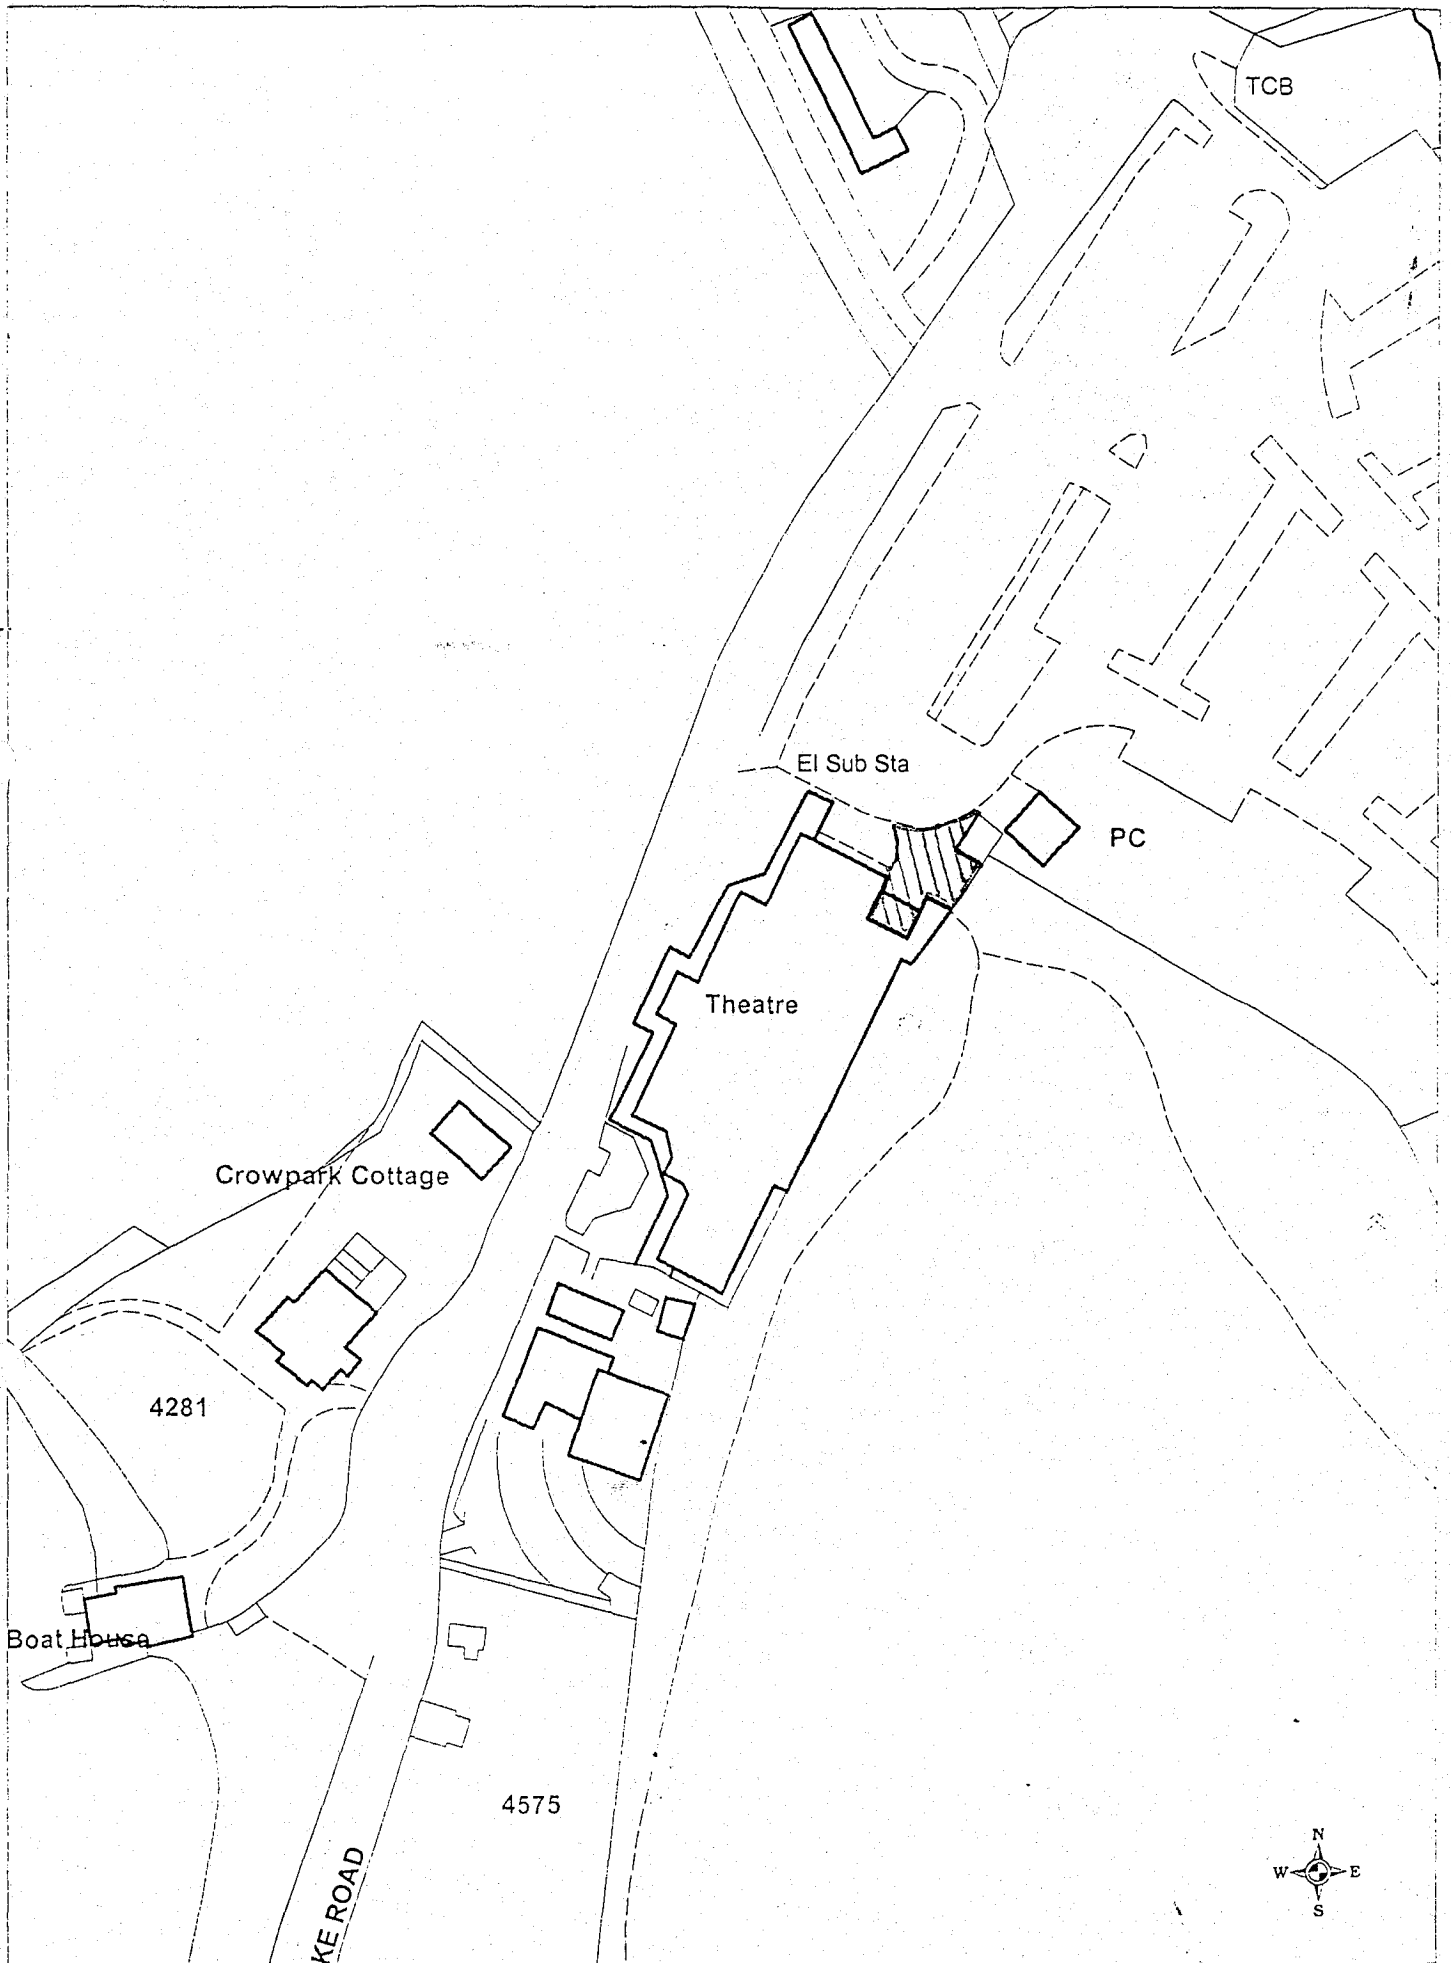 TCB
El Sub Sta
PC
Theatre
Crowpark Cottage
4281
Boat House
4575
KE ROAD
N
W E
S